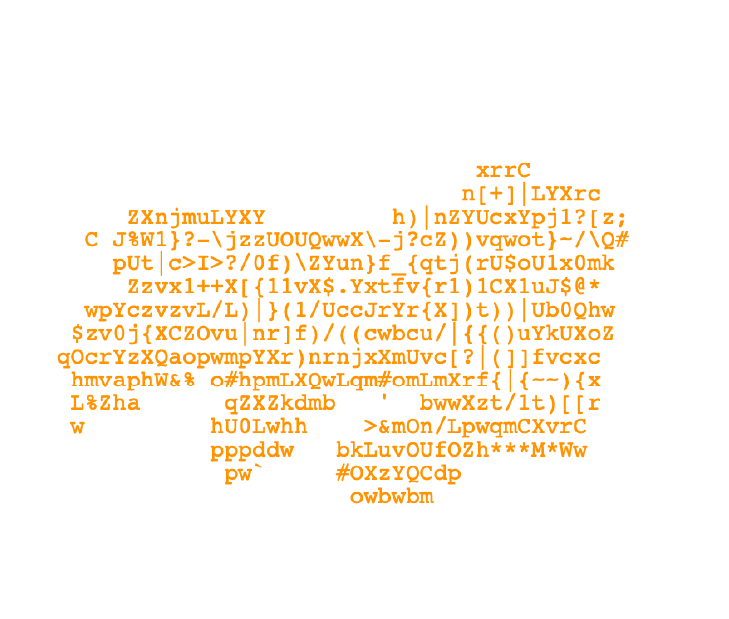 xrrC
n[+]|LYXrc
ZXnjmuLYXY h)|nZYUcxYpj1?[z;
C J%W1}?-\jzzUOUQwwX\-j?cZ))vqwot}~/\Q#
pUt|c>I>?/0f)\ZYun}f_{qtj(rU$oU1x0mk
Zzvx1++X[{11vX$.Yxtfv{r1)1CX1uJ$@*
wpYczvzvL/L)|}(1/UccJrYr{X])t))|Ub0Qhw
$zv0j{XCZOvu|nr]f)/((cwbcu/|{{()uYkUXoZ
qOcrYzXQaopwmpYXr)nrnjxXmUvc[?|(]]fvcxc
hmvaphW&% o#hpmLXQwLqm#omLmXrf{|{~~){x
L%Zha qZXZkdmb ' bwwXzt/1t)[[r
w hU0Lwhh >&mOn/LpwqmCXvrC
pppddw bkLuvOUfOZh***M*Ww
pw` #OXzYQCdp
owbwbm